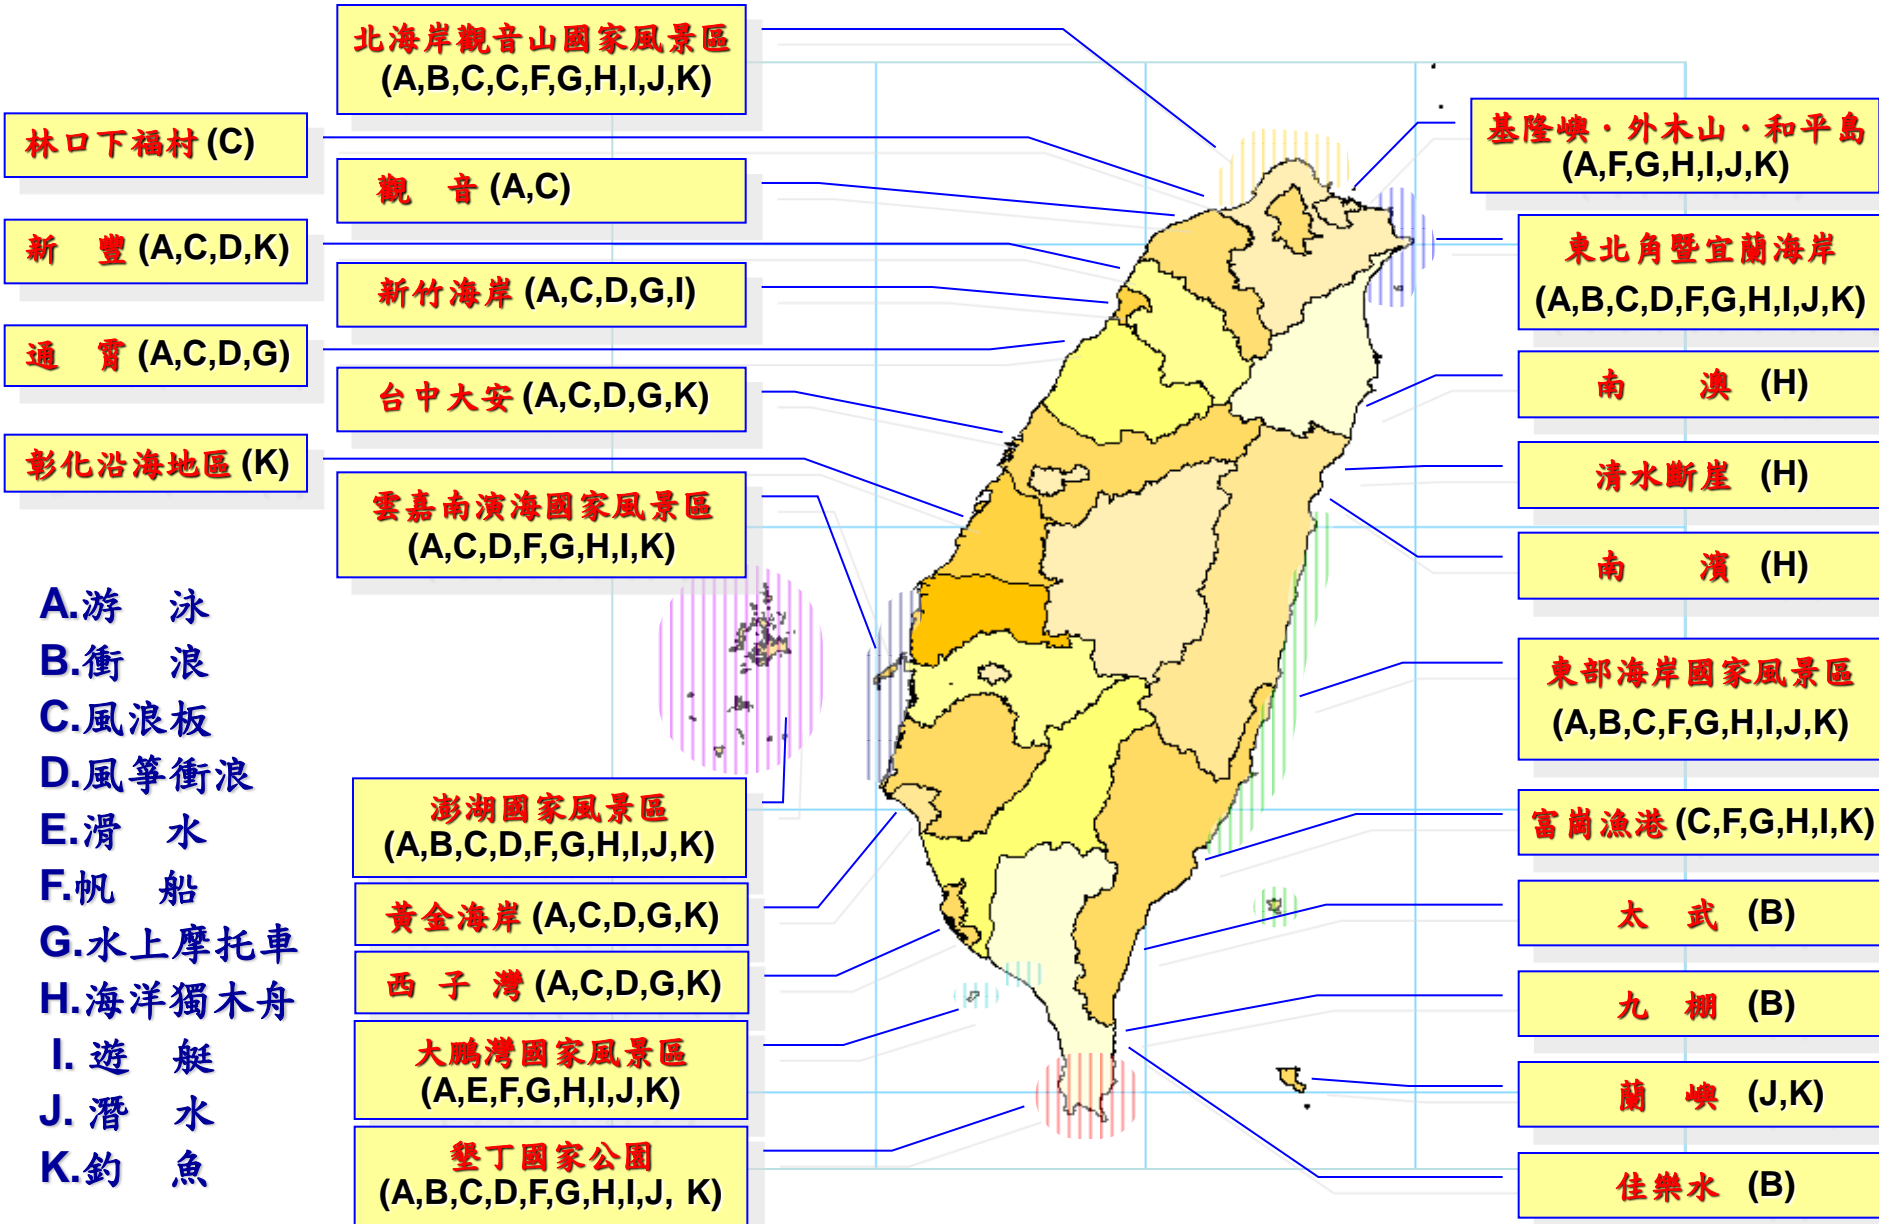 北海岸觀音山國家風景區
(A,B,C,C,F,G,H,I,J,K)
林口下福村 (C)
觀 音 (A,C)
新 豐 (A,C,D,K)
新竹海岸 (A,C,D,G,I)
通 霄 (A,C,D,G)
台中大安 (A,C,D,G,K)
彰化沿海地區 (K)
雲嘉南演海國家風景區
(A,C,D,F,G,H,I,K)
A.游 泳
B.衝 浪
C.風浪板
D.風箏衝浪
E.滑 水
F.帆 船
G.水上摩托車
H.海洋獨木舟
I. 遊 艇
J. 潛 水
K.釣 魚
澎湖國家風景區
(A,B,C,D,F,G,H,I,J,K)
黃金海岸 (A,C,D,G,K)
西 子 灣 (A,C,D,G,K)
大鵬灣國家風景區
(A,E,F,G,H,I,J,K)
墾丁國家公園
(A,B,C,D,F,G,H,I,J, K)
基隆嶼．外木山．和平島
(A,F,G,H,I,J,K)
東北角暨宜蘭海岸
(A,B,C,D,F,G,H,I,J,K)
南 澳 (H)
清水斷崖 (H)
南 濱 (H)
東部海岸國家風景區
(A,B,C,F,G,H,I,J,K)
富崗漁港 (C,F,G,H,I,K)
太 武 (B)
九 棚 (B)
蘭 嶼 (J,K)
佳樂水 (B)